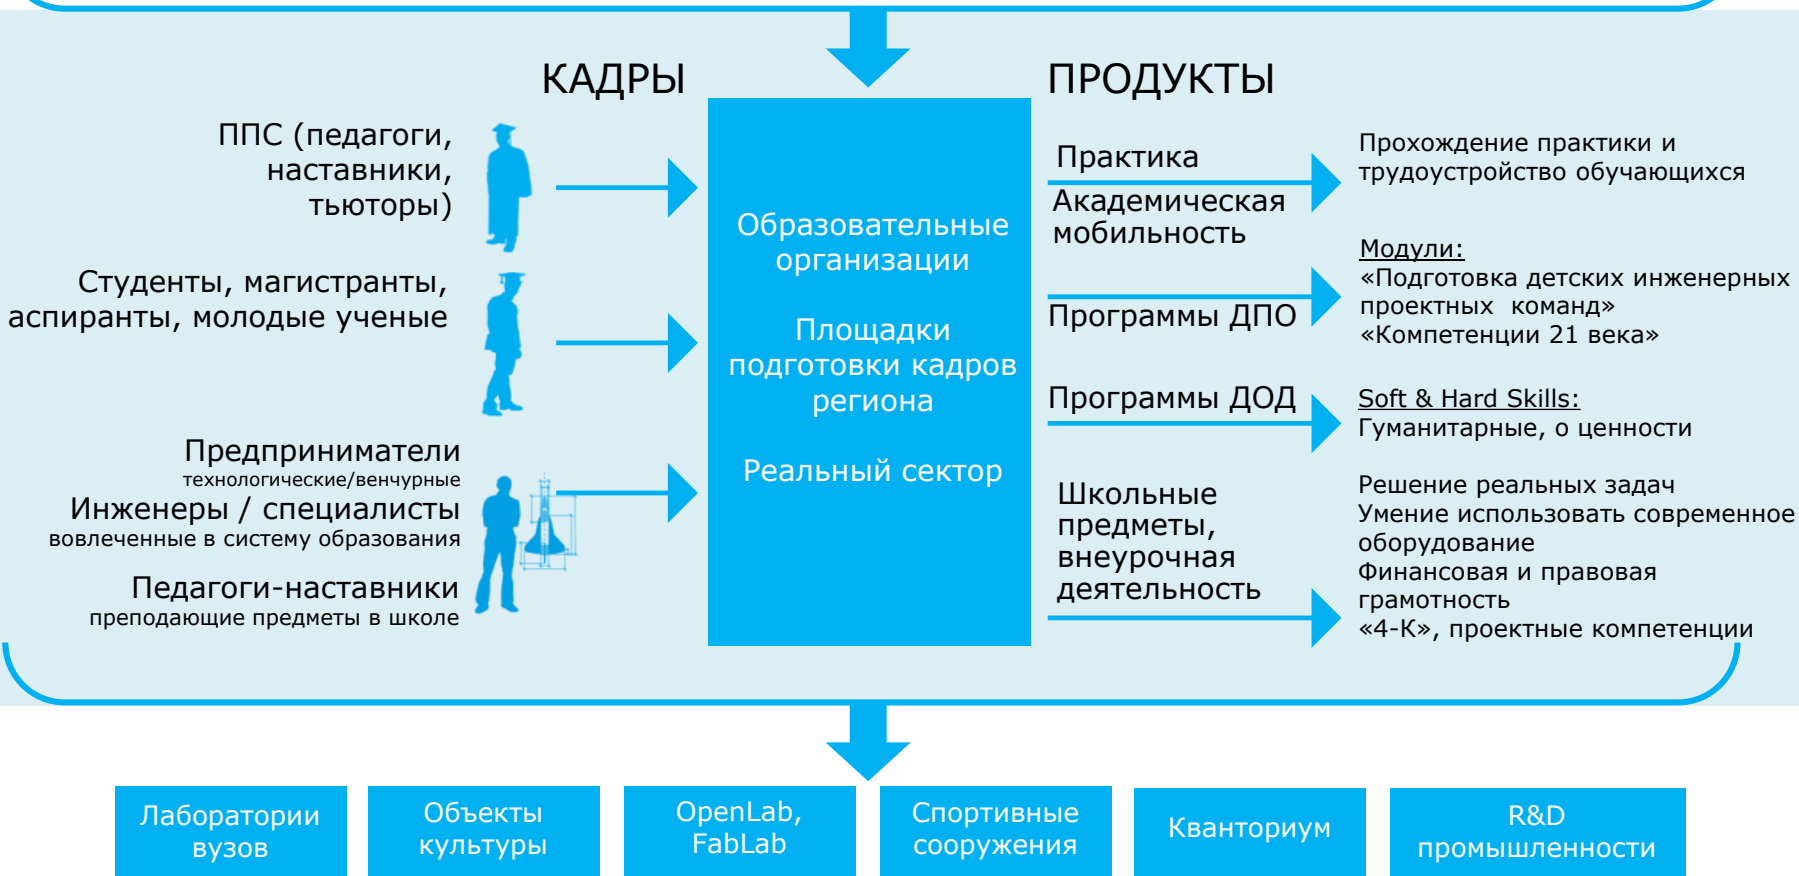 КАДРЫ
ППС (педагоги,
наставники,
тьюторы)
Студенты, магистранты,
аспиранты, молодые ученые
Предприниматели
технологические/венчурные
Инженеры / специалисты
вовлеченные в систему образования
Педагоги-наставники
преподающие предметы в школе
Образовательные
организации
Площадки
подготовки кадров
региона
Реальный сектор
ПРОДУКТЫ
Практика
Академическая
мобильность
Программы ДПО
Программы ДОД
Школьные
предметы,
внеурочная
деятельность
Прохождение практики и
трудоустройство обучающихся
Модули:
«Подготовка детских инженерных
проектных команд»
«Компетенции 21 века»
Soft & Hard Skills:
Гуманитарные, о ценности
Решение реальных задач
Умение использовать современное
оборудование
Финансовая и правовая
грамотность
«4-К», проектные компетенции
Лаборатории
вузов
Объекты
культуры
OpenLab,
FabLab
Спортивные
сооружения
Кванториум
R&D
промышленности